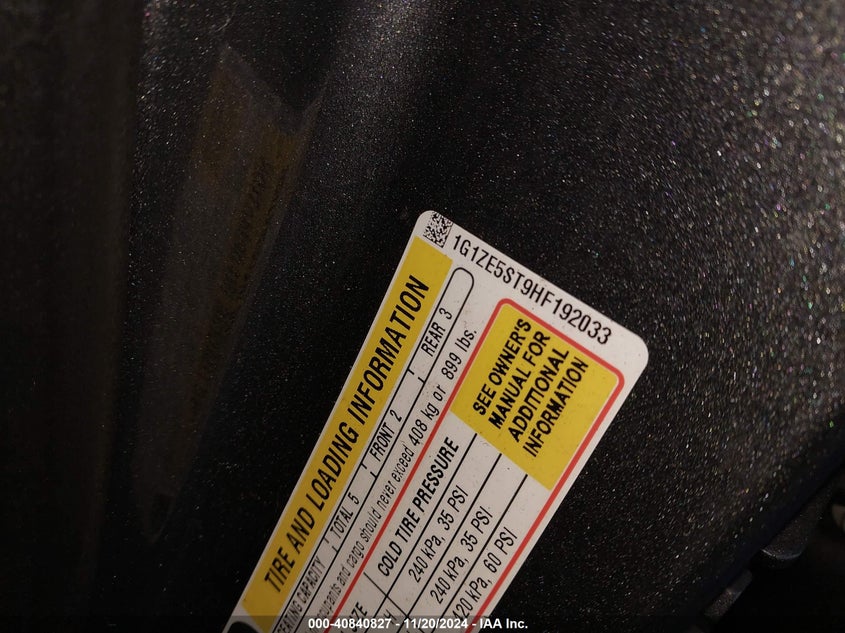 1G1ZE5ST9HF192033
TIRE AND LOADING INFORMATION
CAPACITY TOTAL 5 FRONT 2 REAR 3
and cargo should never exceed 408 kg or 899 lbs.
COLD TIRE PRESSURE
240 kPa, 35 PSI
240 kPa, 35 PSI
420 kPa, 60 PSI
SEE OWNER'S
MANUAL FOR
ADDITIONAL
INFORMATION
000-40840827 - 11/20/2024 - IAA Inc.